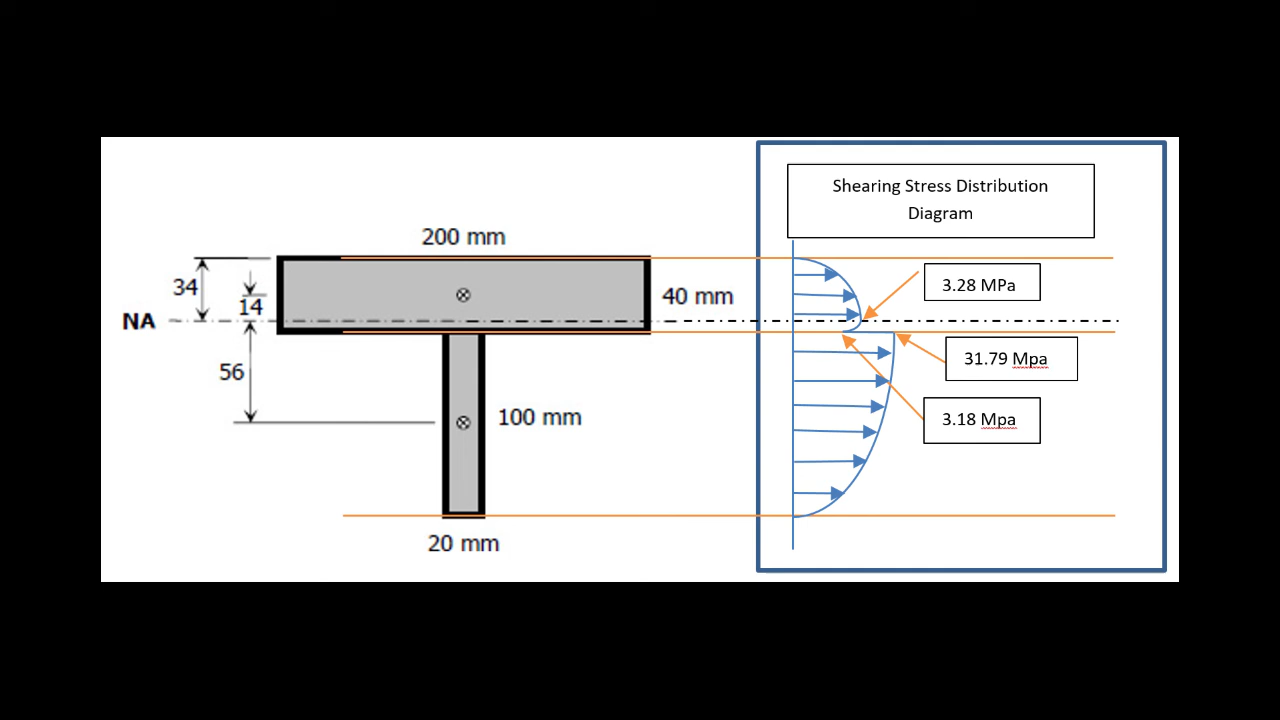 Shearing Stress Distribution
Diagram
200 mm
34
14
40 mm
3.28 MPa
NA
56
31.79 Mpa
100 mm
3.18 Mpa
20 mm